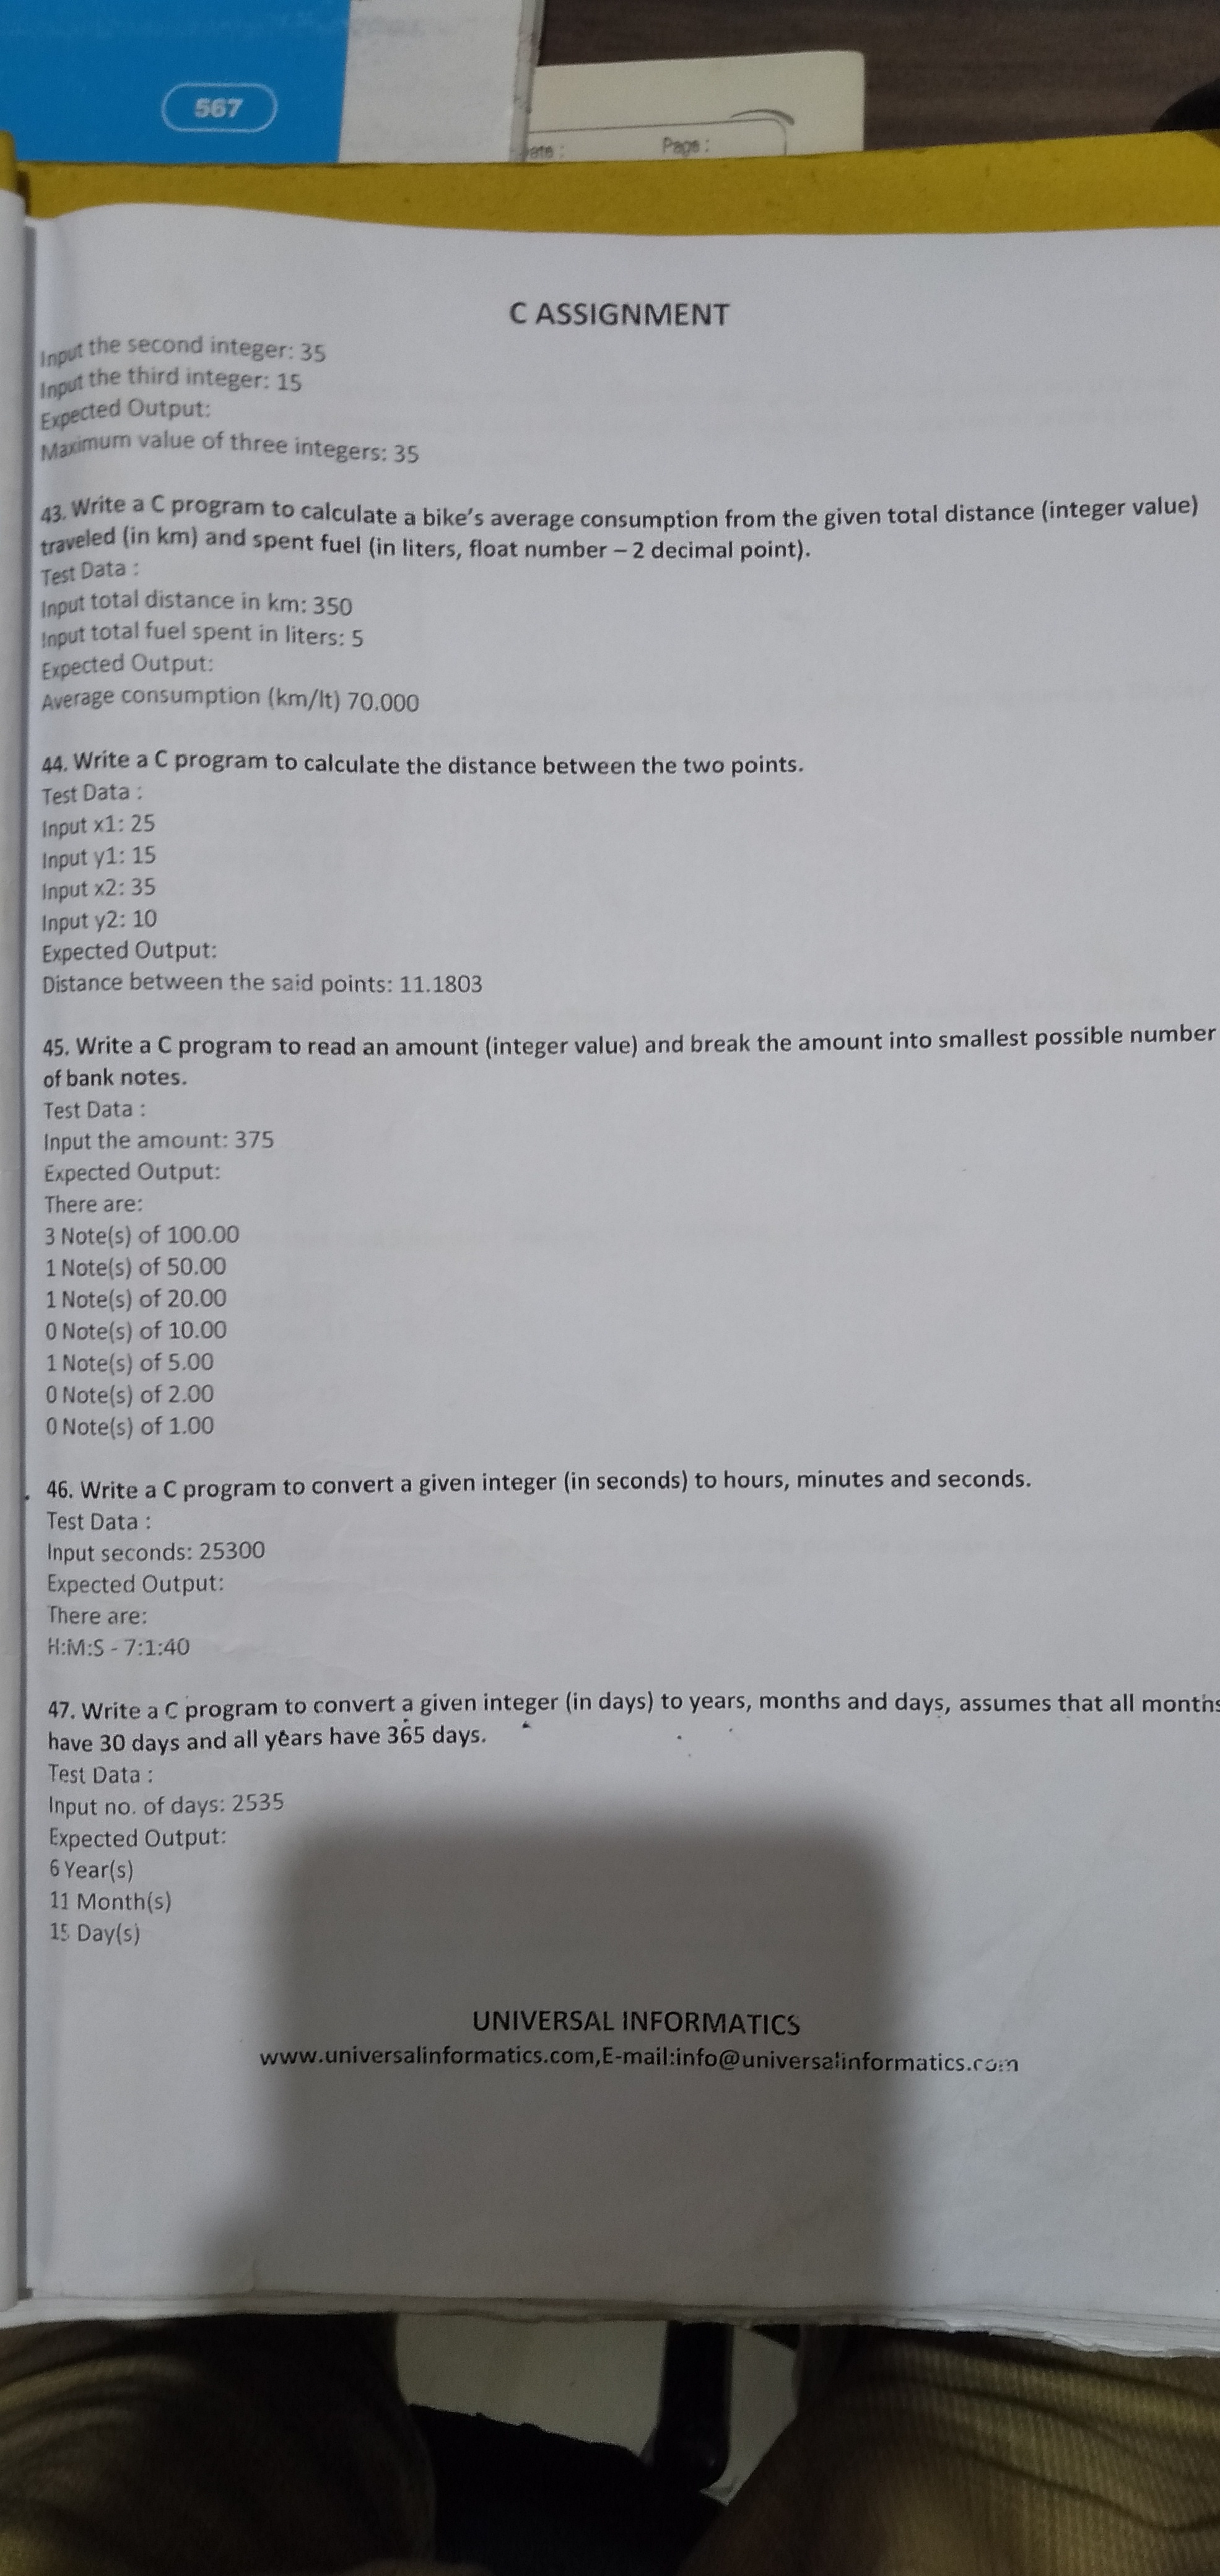 567
Date :
Page :
C ASSIGNMENT
Input the second integer: 35
Input the third integer: 15
Expected Output:
Maximum value of three integers: 35
43. Write a C program to calculate a bike's average consumption from the given total distance (integer value)
traveled (in km) and spent fuel (in liters, float number – 2 decimal point).
Test Data :
Input total distance in km: 350
Input total fuel spent in liters: 5
Expected Output:
Average consumption (km/lt) 70.000
44. Write a C program to calculate the distance between the two points.
Test Data :
Input x1: 25
Input y1: 15
Input x2: 35
Input y2: 10
Expected Output:
Distance between the said points: 11.1803
45. Write a C program to read an amount (integer value) and break the amount into smallest possible number
of bank notes.
Test Data :
Input the amount: 375
Expected Output:
There are:
3 Note(s) of 100.00
1 Note(s) of 50.00
1 Note(s) of 20.00
0 Note(s) of 10.00
1 Note(s) of 5.00
0 Note(s) of 2.00
0 Note(s) of 1.00
46. Write a C program to convert a given integer (in seconds) to hours, minutes and seconds.
Test Data :
Input seconds: 25300
Expected Output:
There are:
H:M:S - 7:1:40
47. Write a C program to convert a given integer (in days) to years, months and days, assumes that all months
have 30 days and all years have 365 days.
Test Data :
Input no. of days: 2535
Expected Output:
6 Year(s)
11 Month(s)
15 Day(s)
UNIVERSAL INFORMATICS
www.universalinformatics.com,E-mail:info@universalinformatics.com